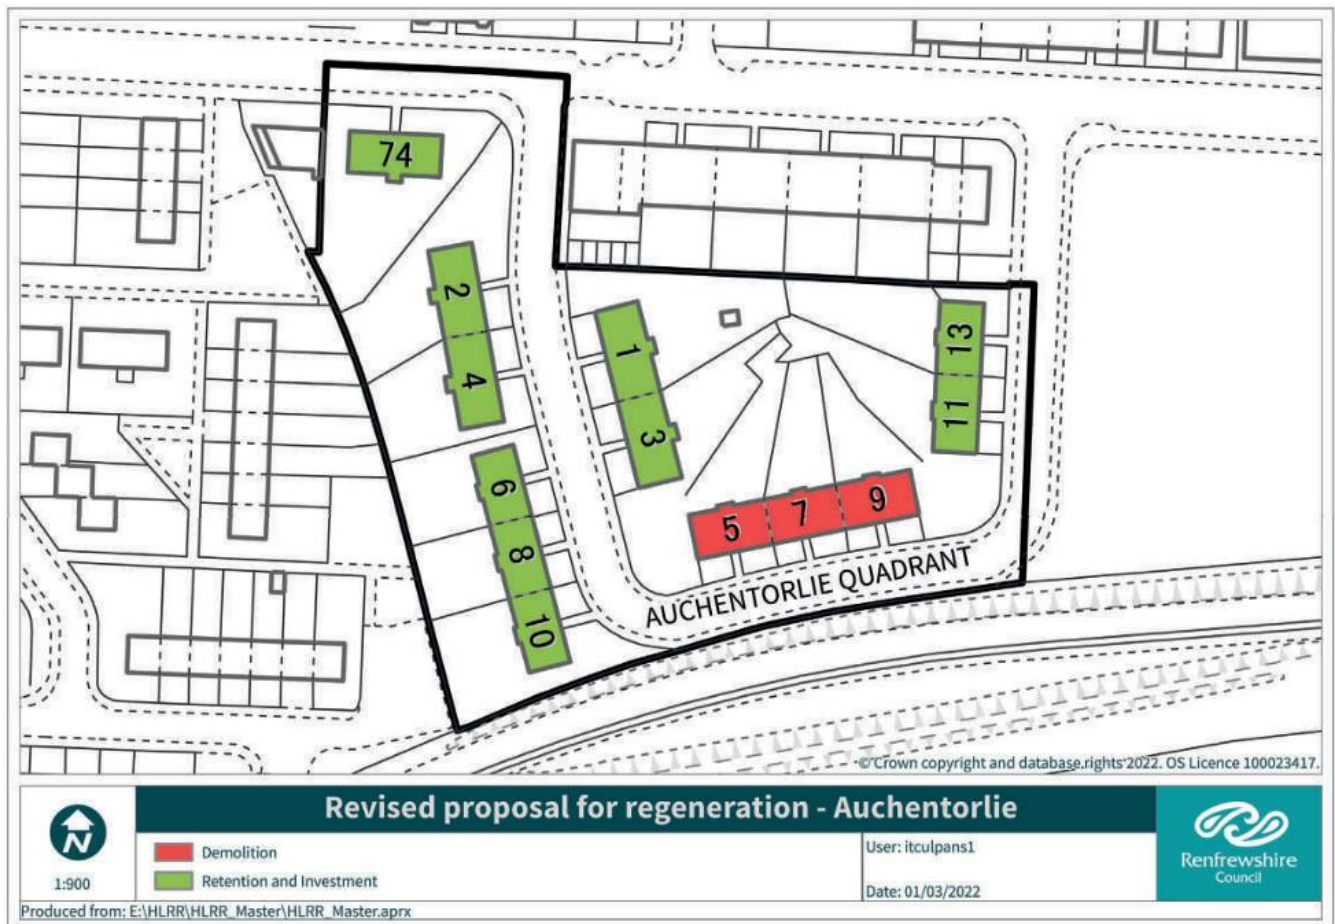 74
2
4
6
8
10
1
3
5
7
9
11
13
AUCHENTORLIE QUADRANT
©Crown copyright and database rights 2022. OS Licence 100023417.
N
1:900
Revised proposal for regeneration - Auchentorlie
Demolition
Retention and Investment
User: itculpans1
Date: 01/03/2022
Renfrewshire
Council
Produced from: E:\HLRR\HLRR_Master\HLRR_Master.aprx